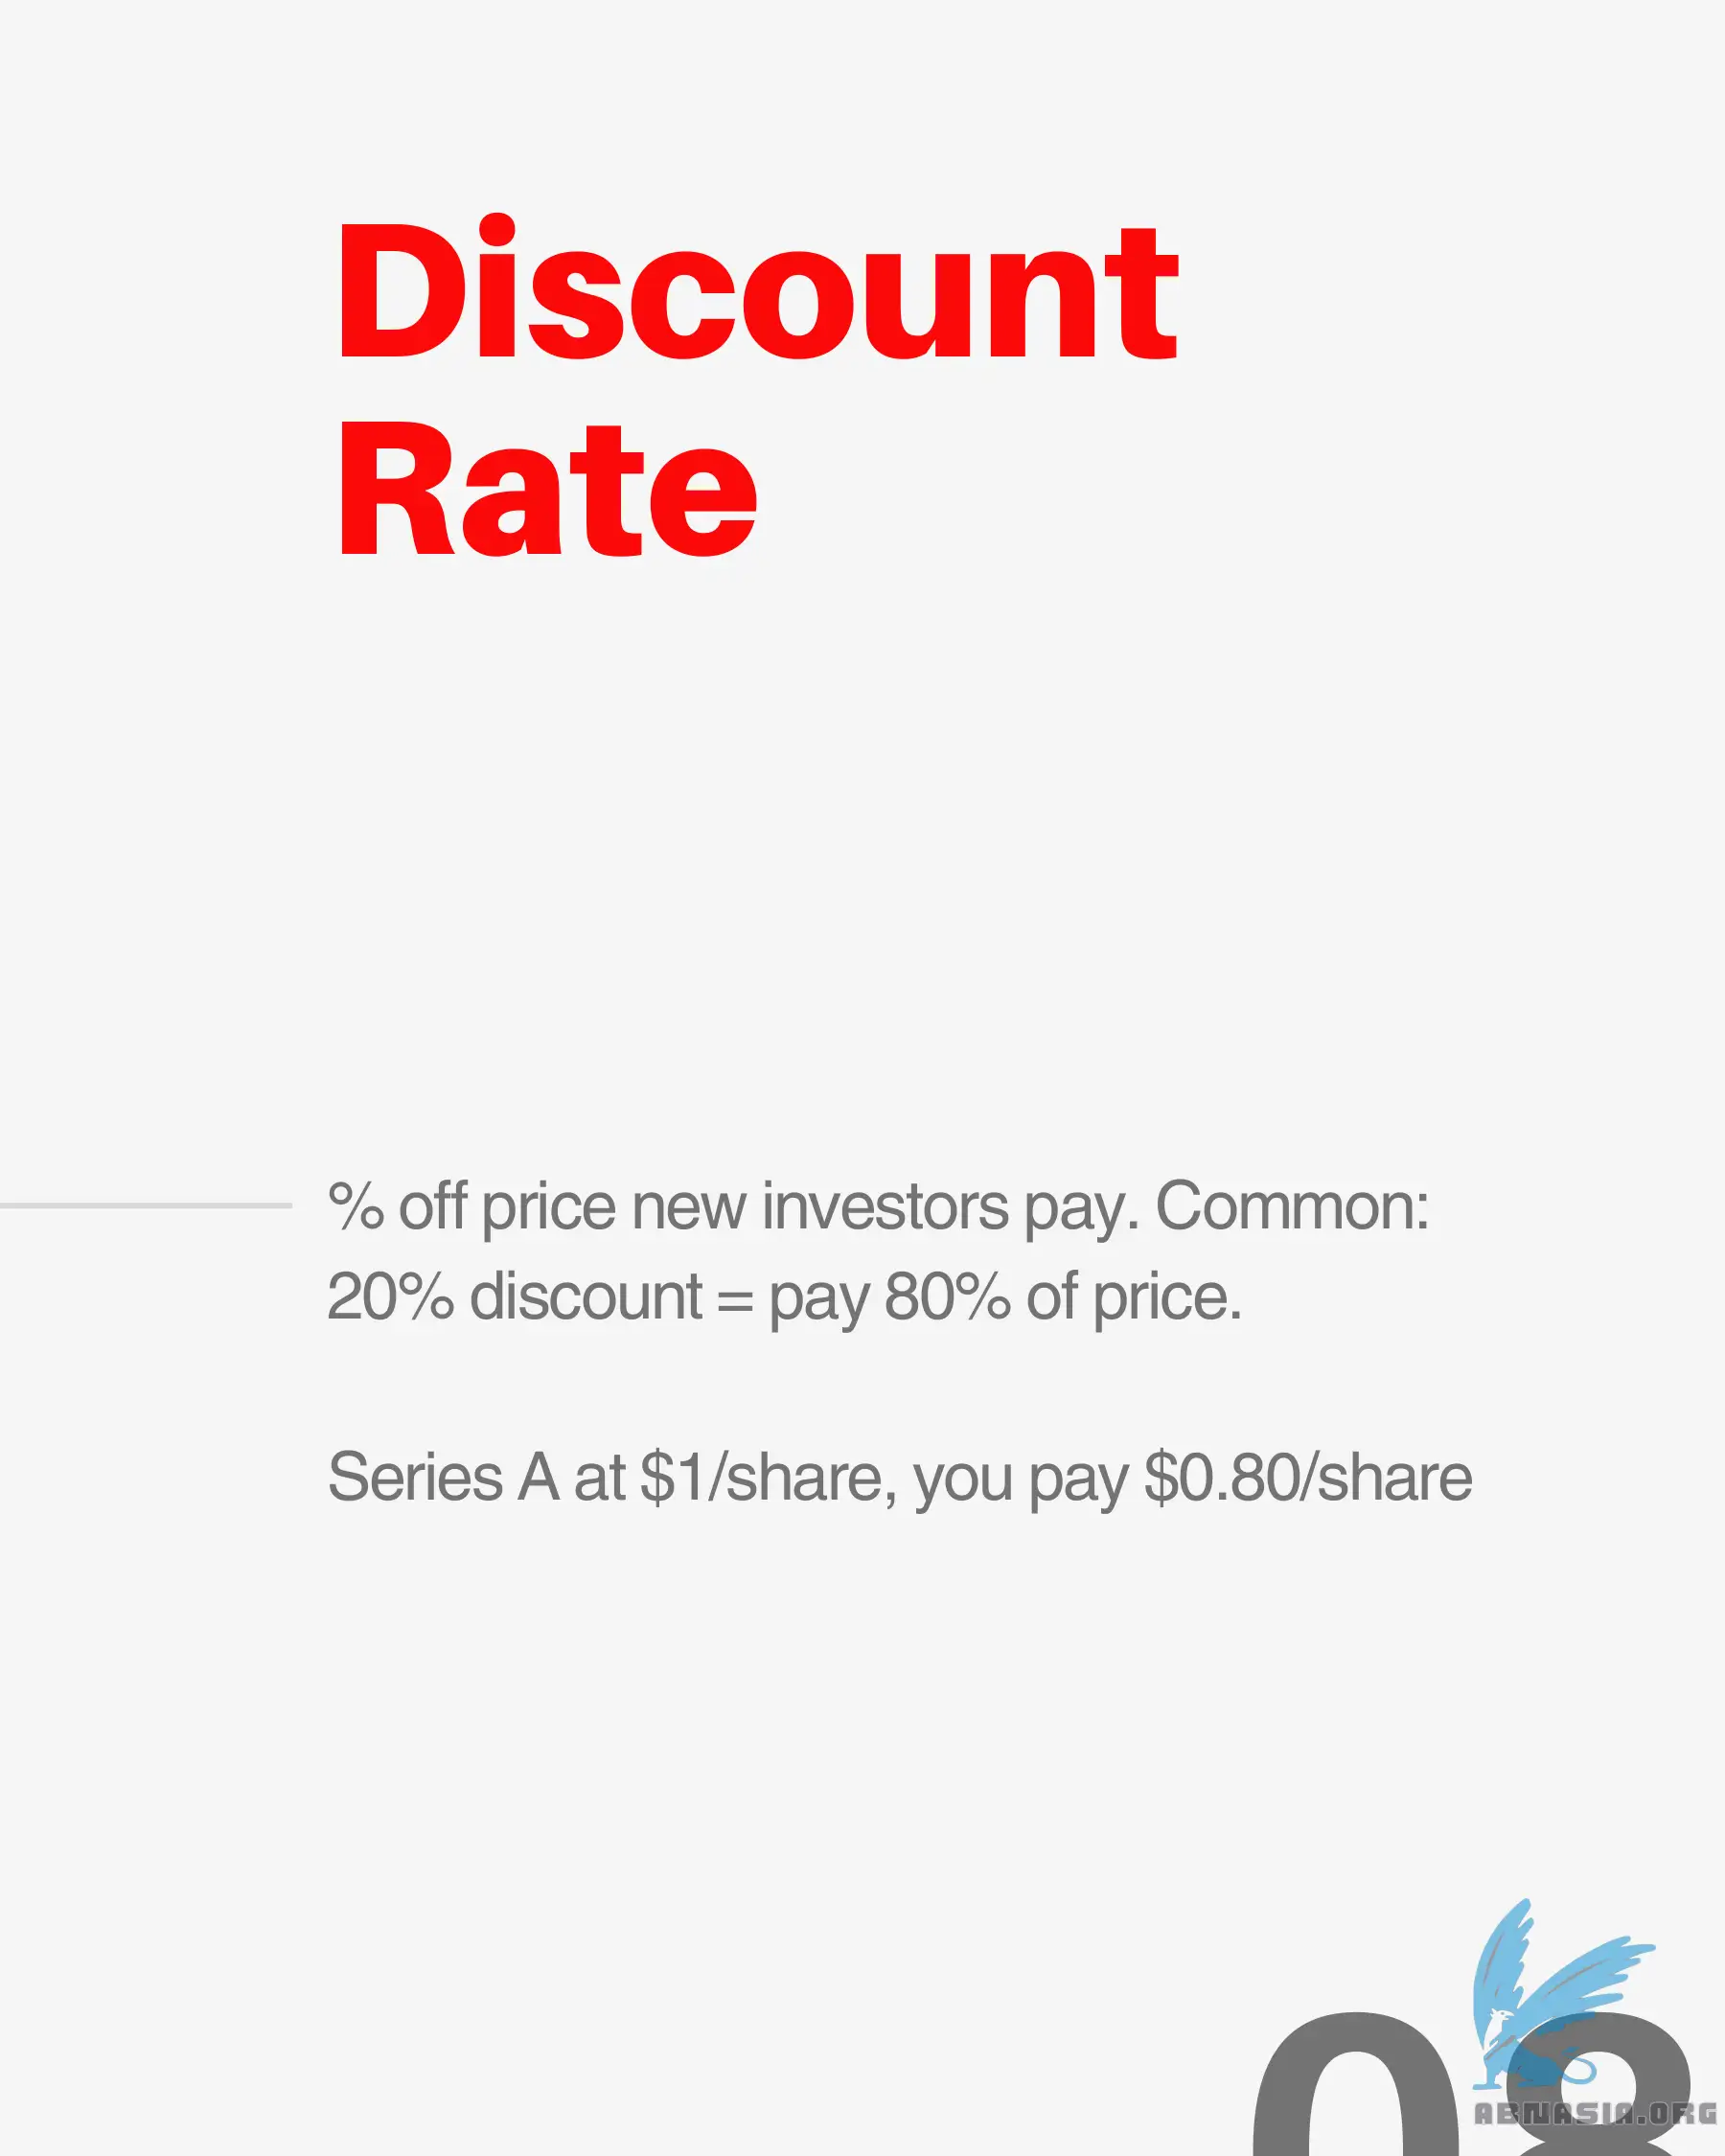 Discount
Rate
% off price new investors pay. Common:
20% discount = pay 80% of price.
Series A at $1/share, you pay $0.80/share
08
ABNASIA.ORG